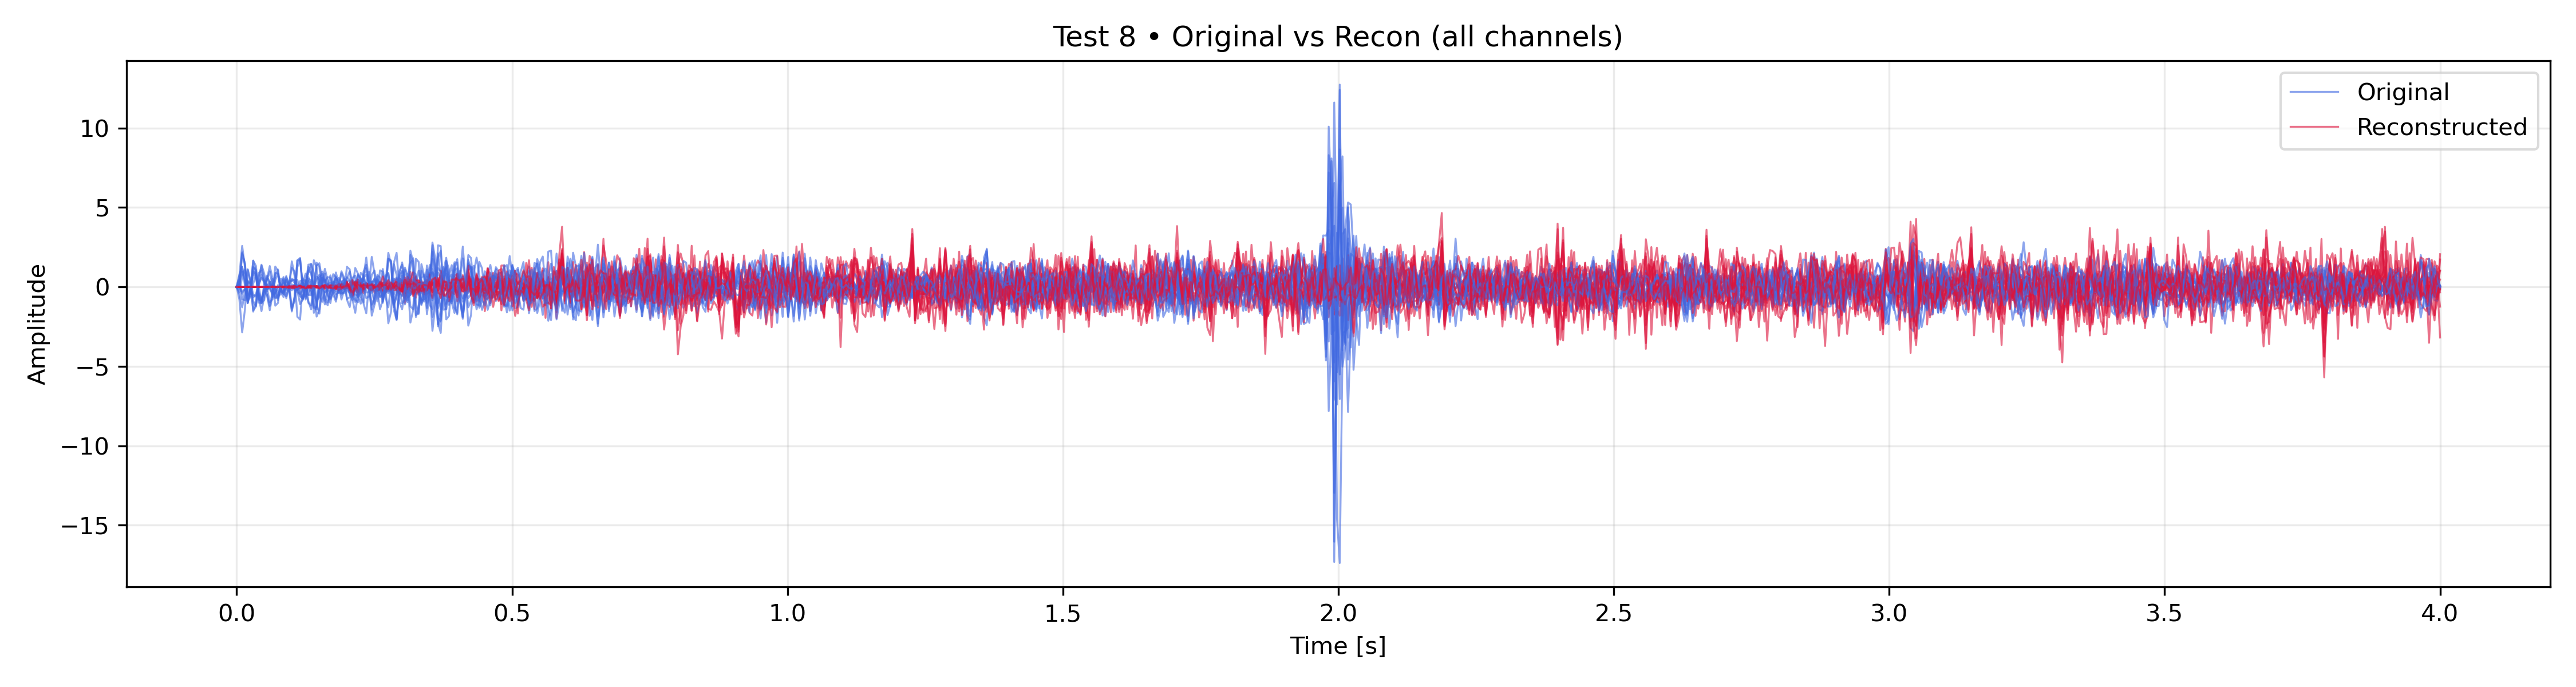 Test 8 • Original vs Recon (all channels)
Original
Reconstructed
Amplitude
10
5
0
−5
−10
−15
0.0 0.5 1.0 1.5 2.0 2.5 3.0 3.5 4.0
Time [s]